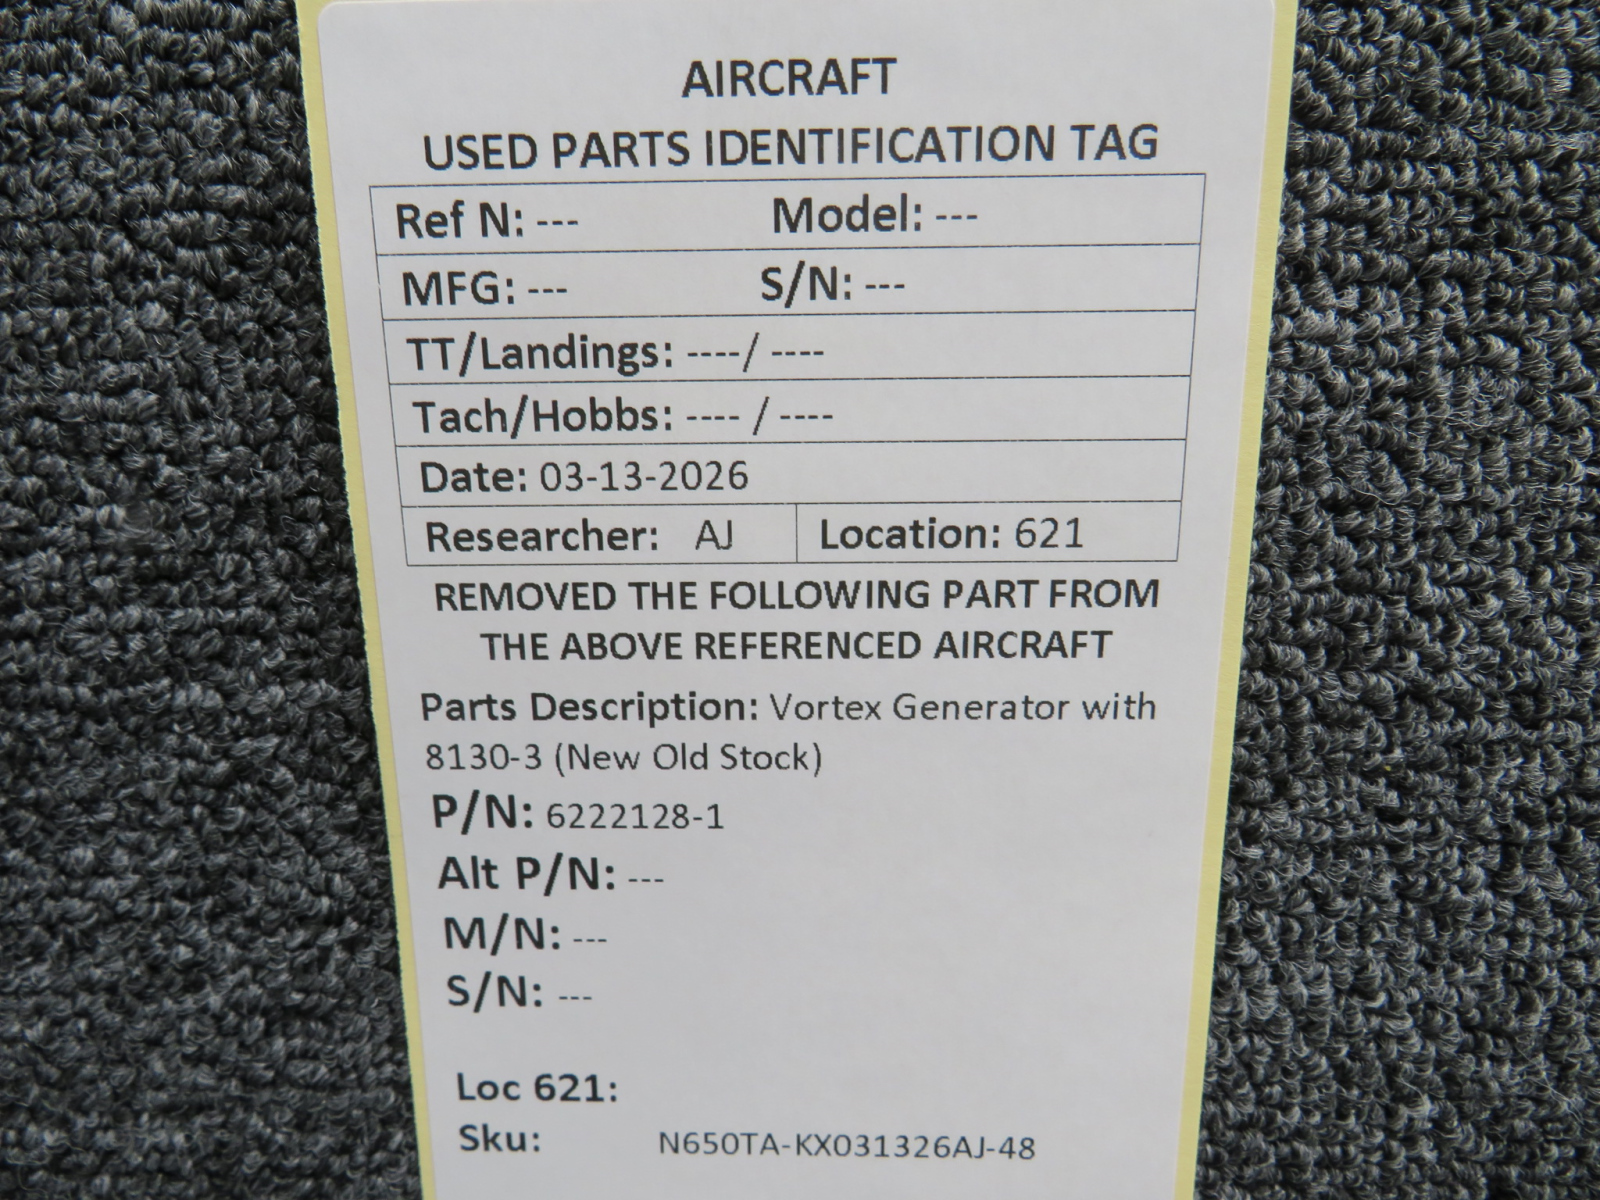 AIRCRAFT
USED PARTS IDENTIFICATION TAG
Ref N: --- Model: ---
MFG: --- S/N: ---
TT/Landings: ----/ ----
Tach/Hobbs: ---- / ----
Date: 03-13-2026
Researcher: AJ Location: 621
REMOVED THE FOLLOWING PART FROM
THE ABOVE REFERENCED AIRCRAFT
Parts Description: Vortex Generator with
8130-3 (New Old Stock)
P/N: 6222128-1
Alt P/N: ---
M/N: ---
S/N: ---
Loc 621:
Sku: N650TA-KX031326AJ-48